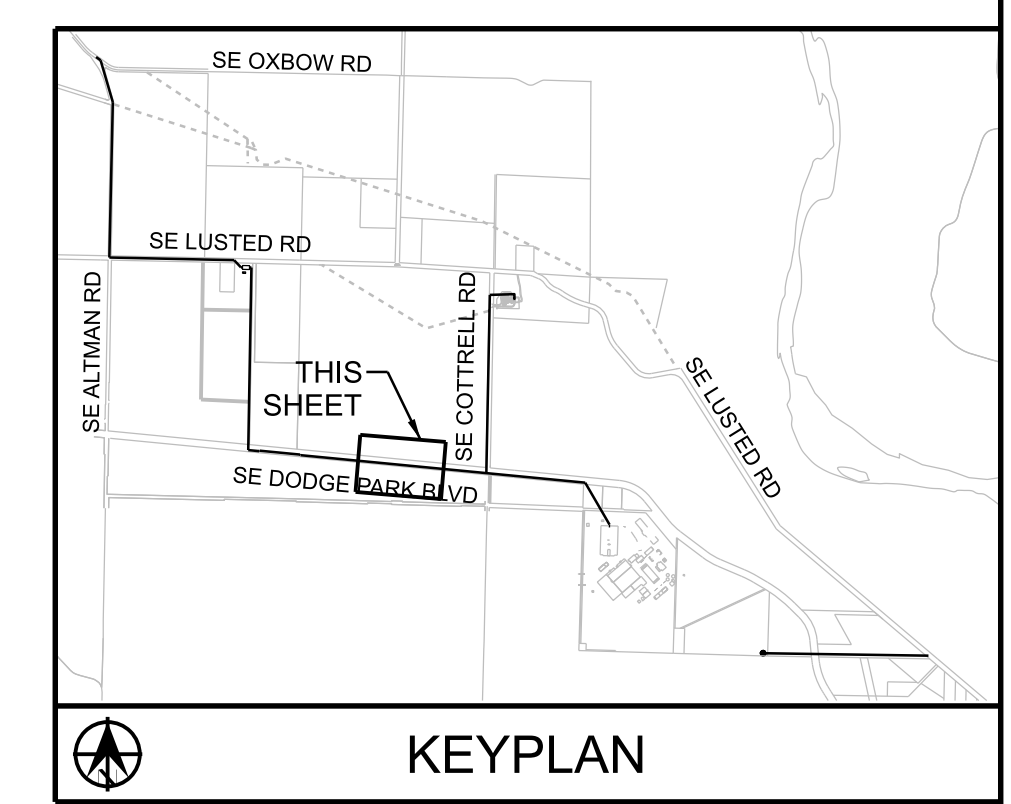 SE OXBOW RD
SE LUSTED RD
SE ALTMAN RD
THIS
SHEET
SE COTTRELL RD
SE LUSTED RD
SE DODGE PARK BLVD
KEYPLAN